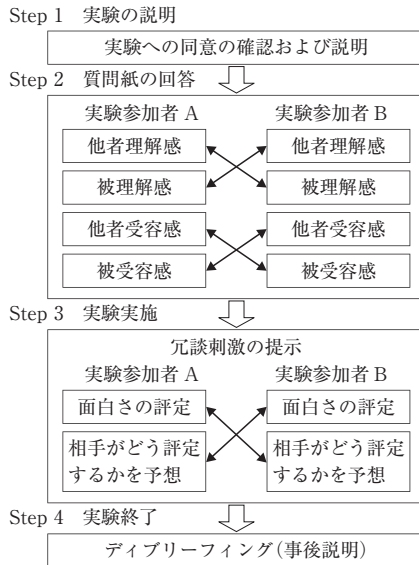 Step 1 実験の説明
実験への同意の確認および説明
Step 2 質問紙の回答
実験参加者 A 実験参加者 B
他者理解感 他者理解感
被理解感 被理解感
他者受容感 他者受容感
被受容感 被受容感
Step 3 実験実施
冗談刺激の提示
実験参加者 A 実験参加者 B
面白さの評定 面白さの評定
相手がどう評定 相手がどう評定
するかを予想 するかを予想
Step 4 実験終了
ディブリーフィング(事後説明)